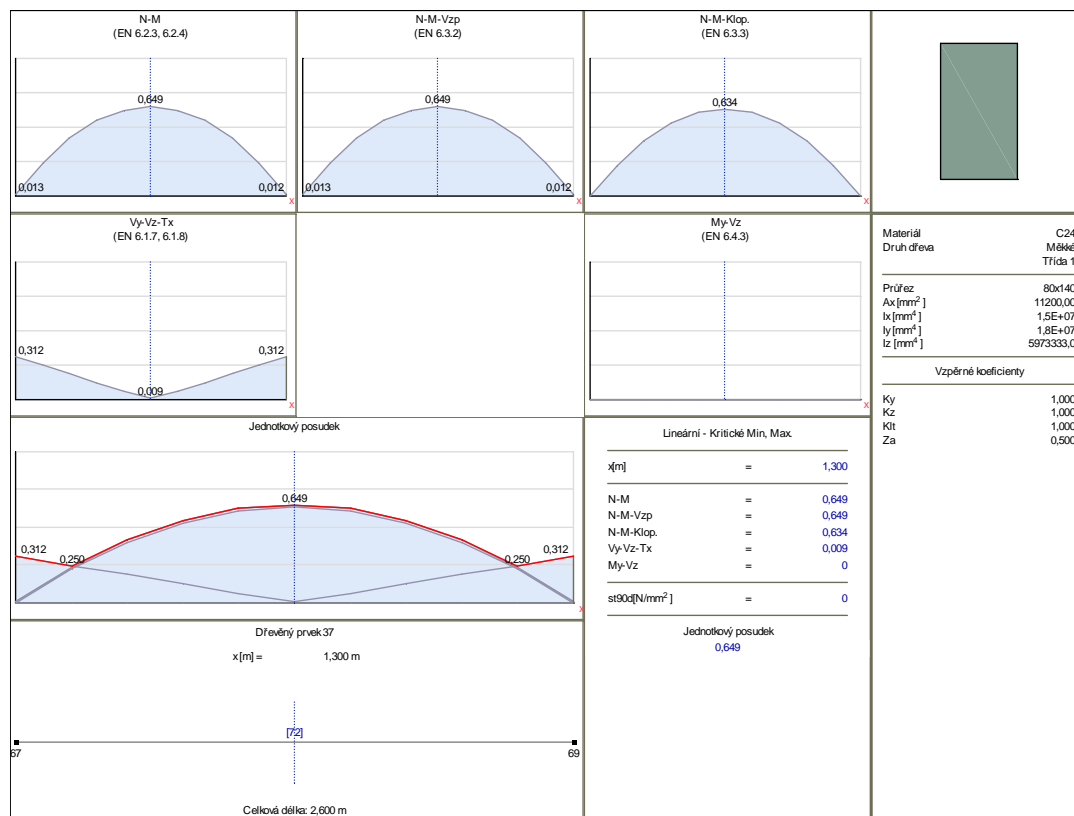 N-M
(EN 6.2.3, 6.2.4)
0,649
0,013
0,012
x
N-M-Vzp
(EN 6.3.2)
0,649
0,013
0,012
x
N-M-Klop.
(EN 6.3.3)
0,634
x
Vy-Vz-Tx
(EN 6.1.7, 6.1.8)
0,312
0,312
0,009
x
My-Vz
(EN 6.4.3)
x
Materiál C24
Druh dřeva Měkké
Třída 1
Průřez 80x140
Ax [mm²] 11200,00
Ix [mm⁴] 1,5E+07
Iy [mm⁴] 1,8E+07
Iz [mm⁴] 5973333,0
Vzpěrné koeficienty
Ky 1,000
Kz 1,000
Klt 1,000
Za 0,500
Jednotkový posudek
0,649
0,312
0,312
0,250
0,250
x
Lineární - Kritické Min, Max.
x[m] = 1,300
N-M = 0,649
N-M-Vzp = 0,649
N-M-Klop. = 0,634
Vy-Vz-Tx = 0,009
My-Vz = 0
st90d[N/mm²] = 0
Jednotkový posudek
0,649
Dřevěný prvek 37
x [m] = 1,300 m
[72]
67
69
Celková délka: 2,600 m